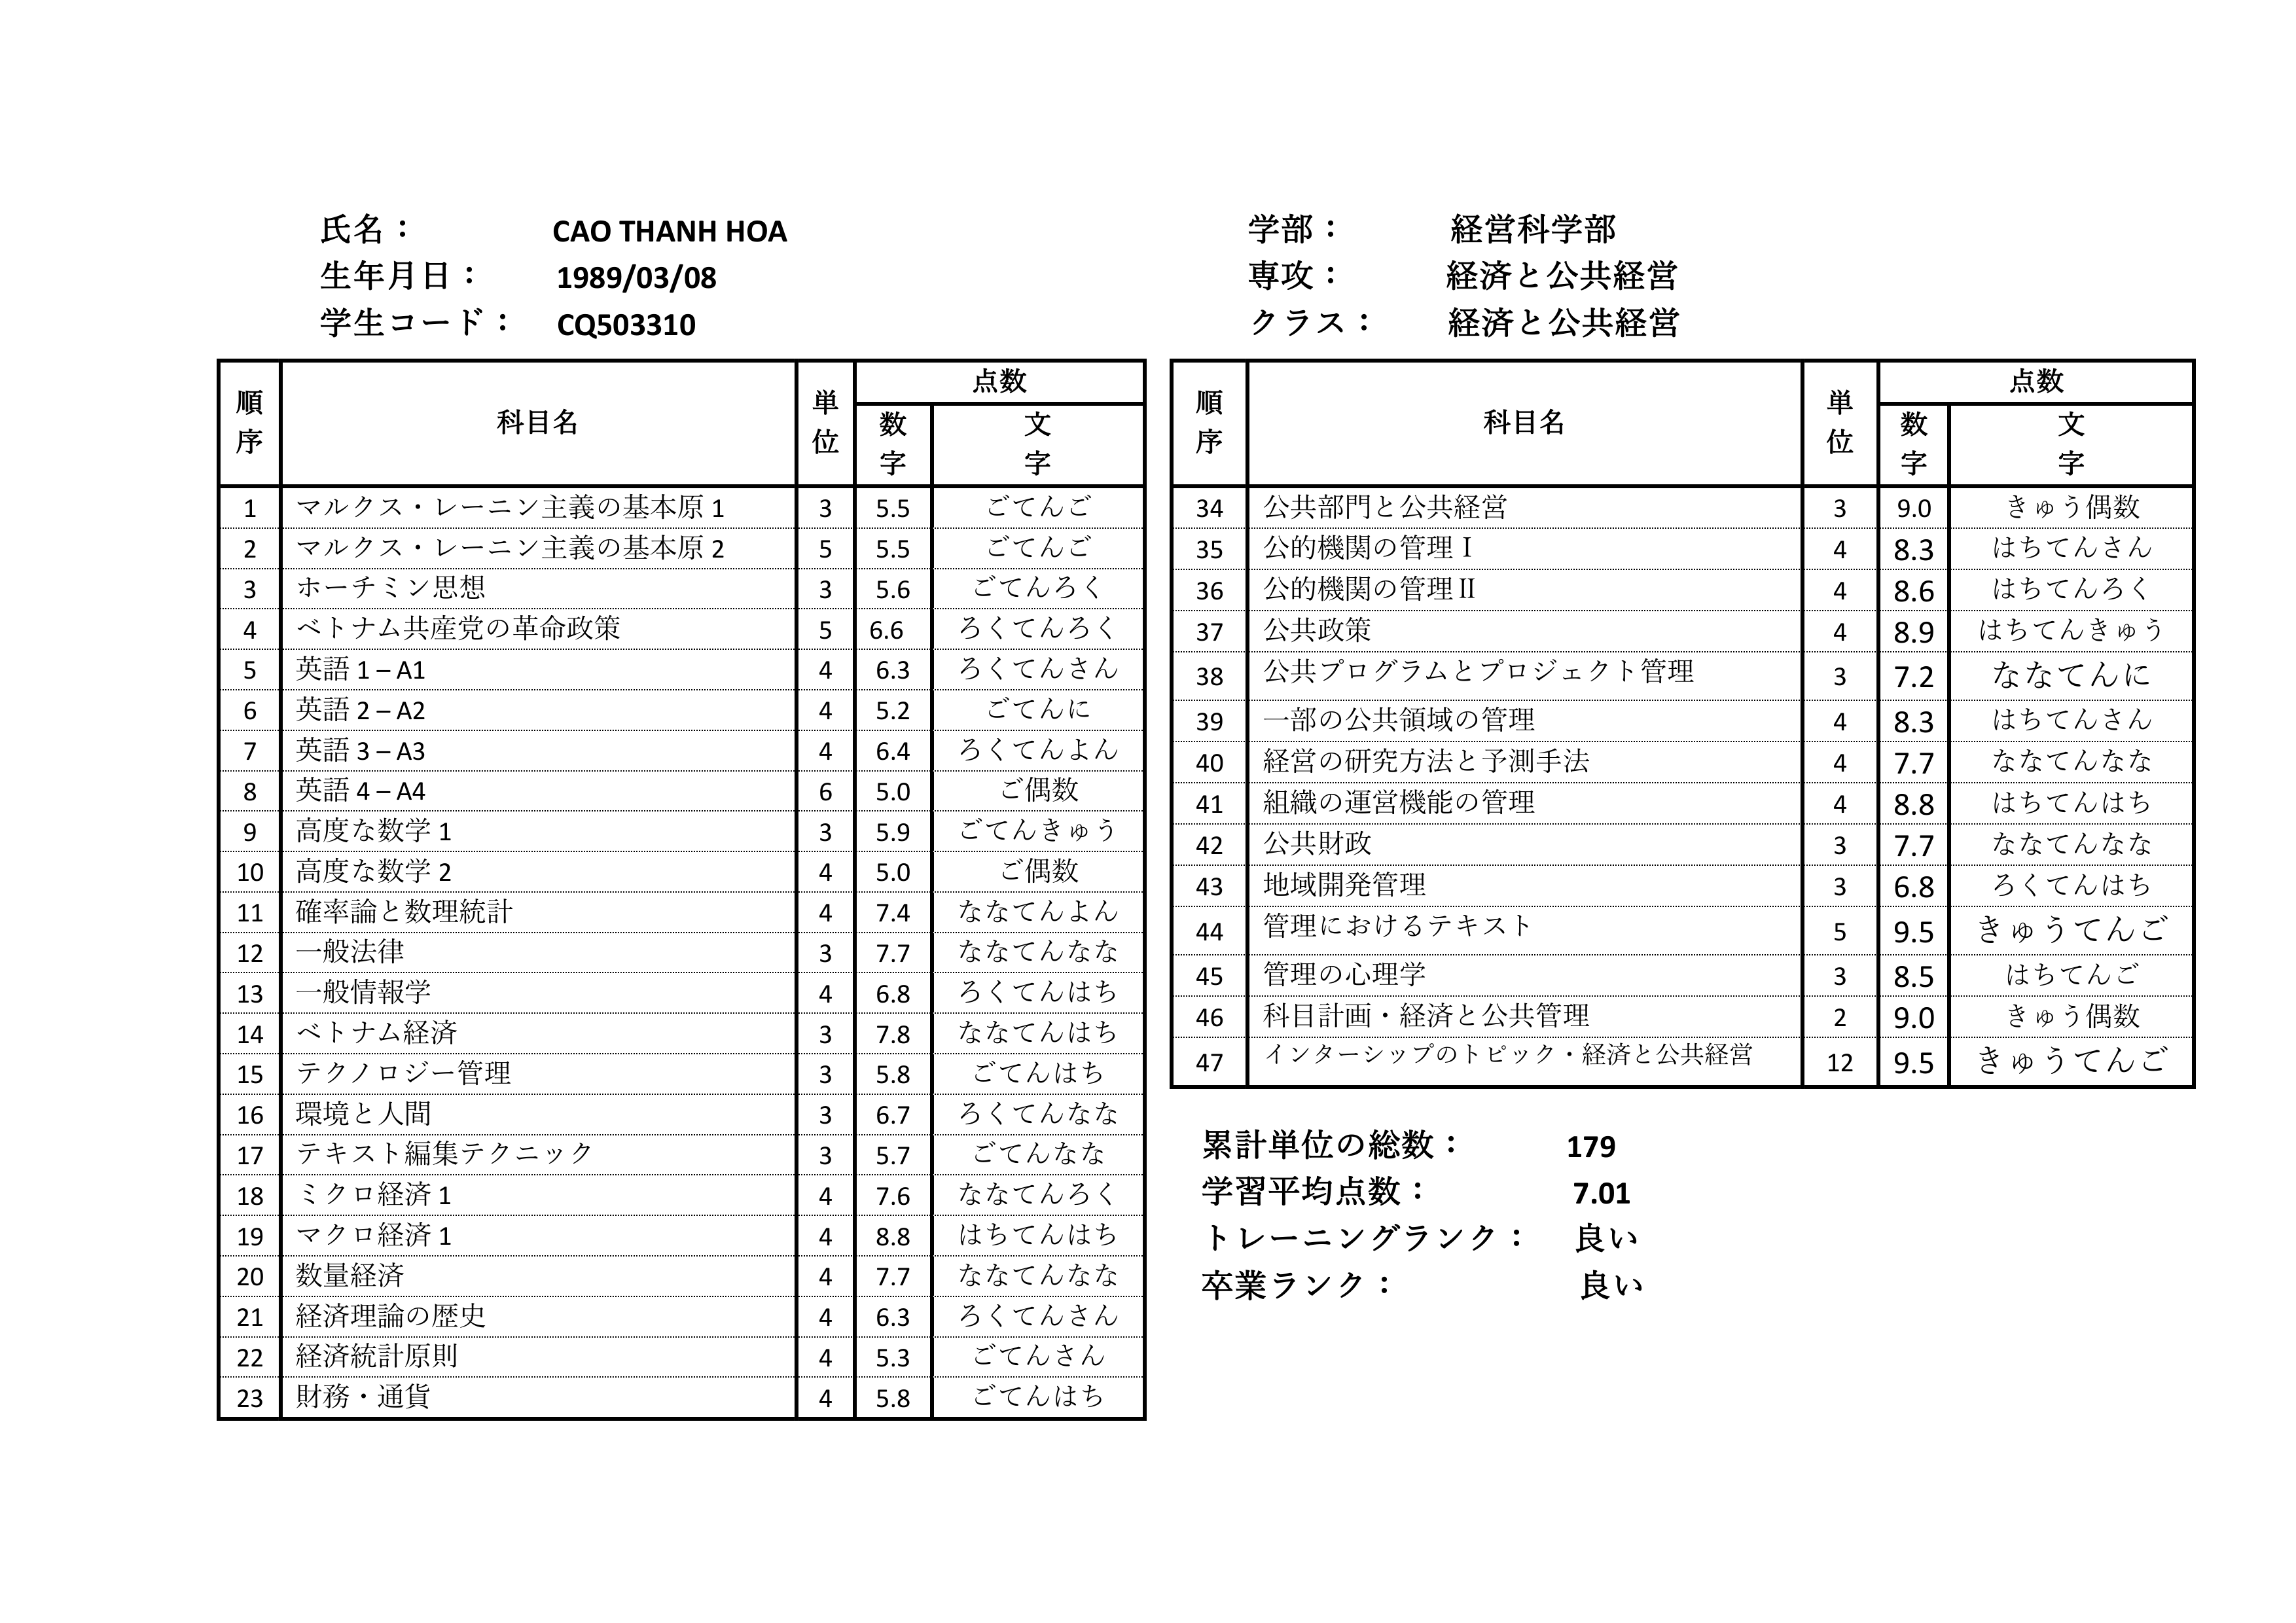 氏名： CAO THANH HOA
生年月日： 1989/03/08
学生コード： CQ503310
学部： 経営科学部
専攻： 経済と公共経営
クラス： 経済と公共経営
順序 科目名 単位 点数
数字 文字
1 マルクス・レーニン主義の基本原 1 3 5.5 ごてんご
2 マルクス・レーニン主義の基本原 2 5 5.5 ごてんご
3 ホーチミン思想 3 5.6 ごてんろく
4 ベトナム共産党の革命政策 5 6.6 ろくてんろく
5 英語 1 – A1 4 6.3 ろくてんさん
6 英語 2 – A2 4 5.2 ごてんに
7 英語 3 – A3 4 6.4 ろくてんよん
8 英語 4 – A4 6 5.0 ご偶数
9 高度な数学 1 3 5.9 ごてんきゅう
10 高度な数学 2 4 5.0 ご偶数
11 確率論と数理統計 4 7.4 ななてんよん
12 一般法律 3 7.7 ななてんなな
13 一般情報学 4 6.8 ろくてんはち
14 ベトナム経済 3 7.8 ななてんはち
15 テクノロジー管理 3 5.8 ごてんはち
16 環境と人間 3 6.7 ろくてんなな
17 テキスト編集テクニック 3 5.7 ごてんなな
18 ミクロ経済 1 4 7.6 ななてんろく
19 マクロ経済 1 4 8.8 はちてんはち
20 数量経済 4 7.7 ななてんなな
21 経済理論の歴史 4 6.3 ろくてんさん
22 経済統計原則 4 5.3 ごてんさん
23 財務・通貨 4 5.8 ごてんはち
順序 科目名 単位 点数
数字 文字
34 公共部門と公共経営 3 9.0 きゅう偶数
35 公的機関の管理 I 4 8.3 はちてんさん
36 公的機関の管理 II 4 8.6 はちてんろく
37 公共政策 4 8.9 はちてんきゅう
38 公共プログラムとプロジェクト管理 3 7.2 ななてんに
39 一部の公共領域の管理 4 8.3 はちてんさん
40 経営の研究方法と予測手法 4 7.7 ななてんなな
41 組織の運営機能の管理 4 8.8 はちてんはち
42 公共財政 3 7.7 ななてんなな
43 地域開発管理 3 6.8 ろくてんはち
44 管理におけるテキスト 5 9.5 きゅうてんご
45 管理の心理学 3 8.5 はちてんご
46 科目計画・経済と公共管理 2 9.0 きゅう偶数
47 インターシップのトピック・経済と公共経営 12 9.5 きゅうてんご
累計単位の総数： 179
学習平均点数： 7.01
トレーニングランク： 良い
卒業ランク： 良い